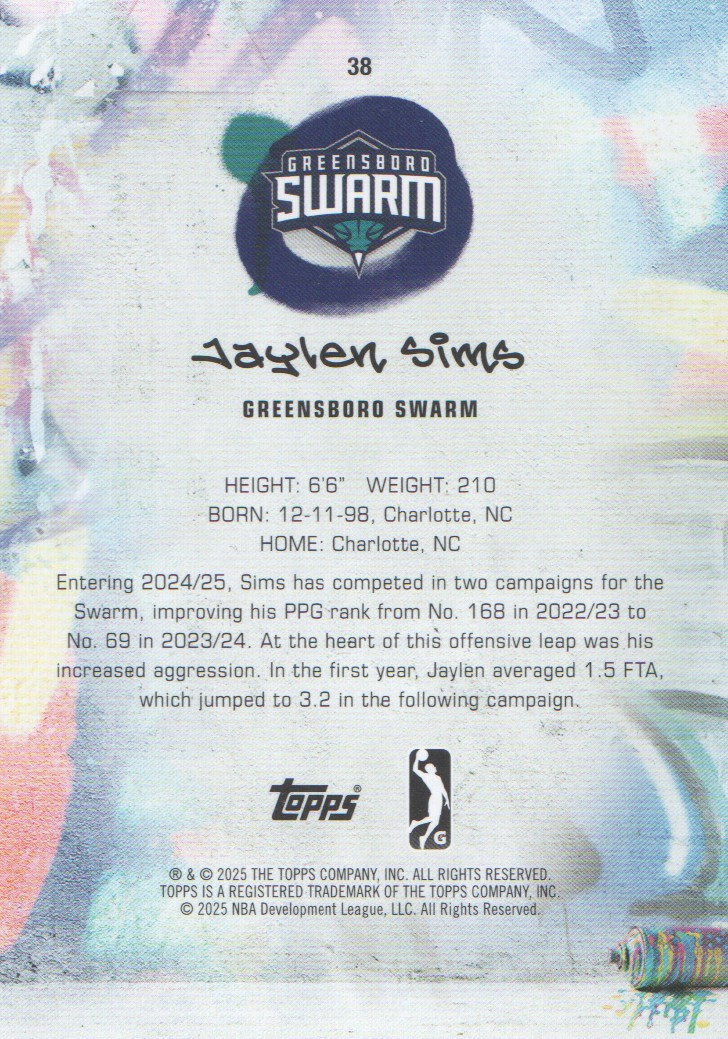 38
GREENSBORO
SWARM
Jaylen Sims
GREENSBORO SWARM
HEIGHT: 6'6" WEIGHT: 210
BORN: 12-11-98, Charlotte, NC
HOME: Charlotte, NC
Entering 2024/25, Sims has competed in two campaigns for the
Swarm, improving his PPG rank from No. 168 in 2022/23 to
No. 69 in 2023/24. At the heart of this offensive leap was his
increased aggression. In the first year, Jaylen averaged 1.5 FTA,
which jumped to 3.2 in the following campaign.
Topps®
G
® & © 2025 THE TOPPS COMPANY, INC. ALL RIGHTS RESERVED.
TOPPS IS A REGISTERED TRADEMARK OF THE TOPPS COMPANY, INC.
© 2025 NBA Development League, LLC. All Rights Reserved.